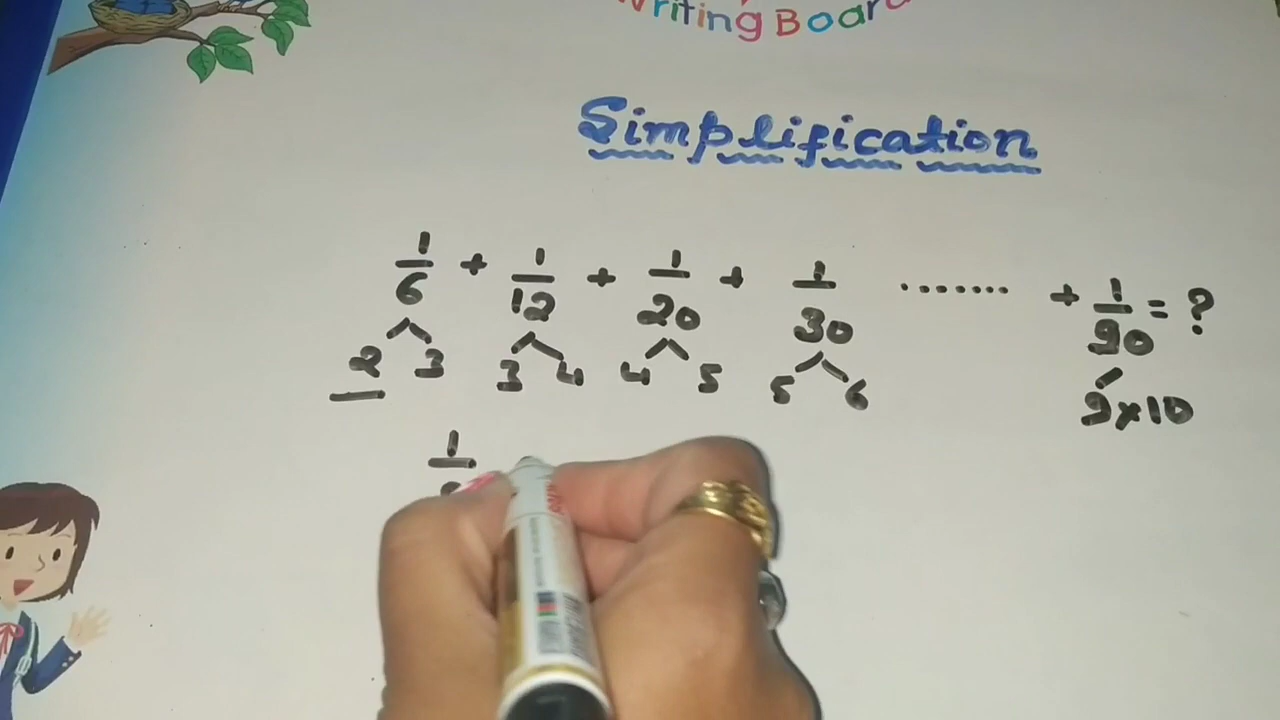 Writing Board
Simplification
1/6 + 1/12 + 1/20 + 1/30 ........ + 1/90 = ?
2 3 3 4 4 5 5 6 9×10
1